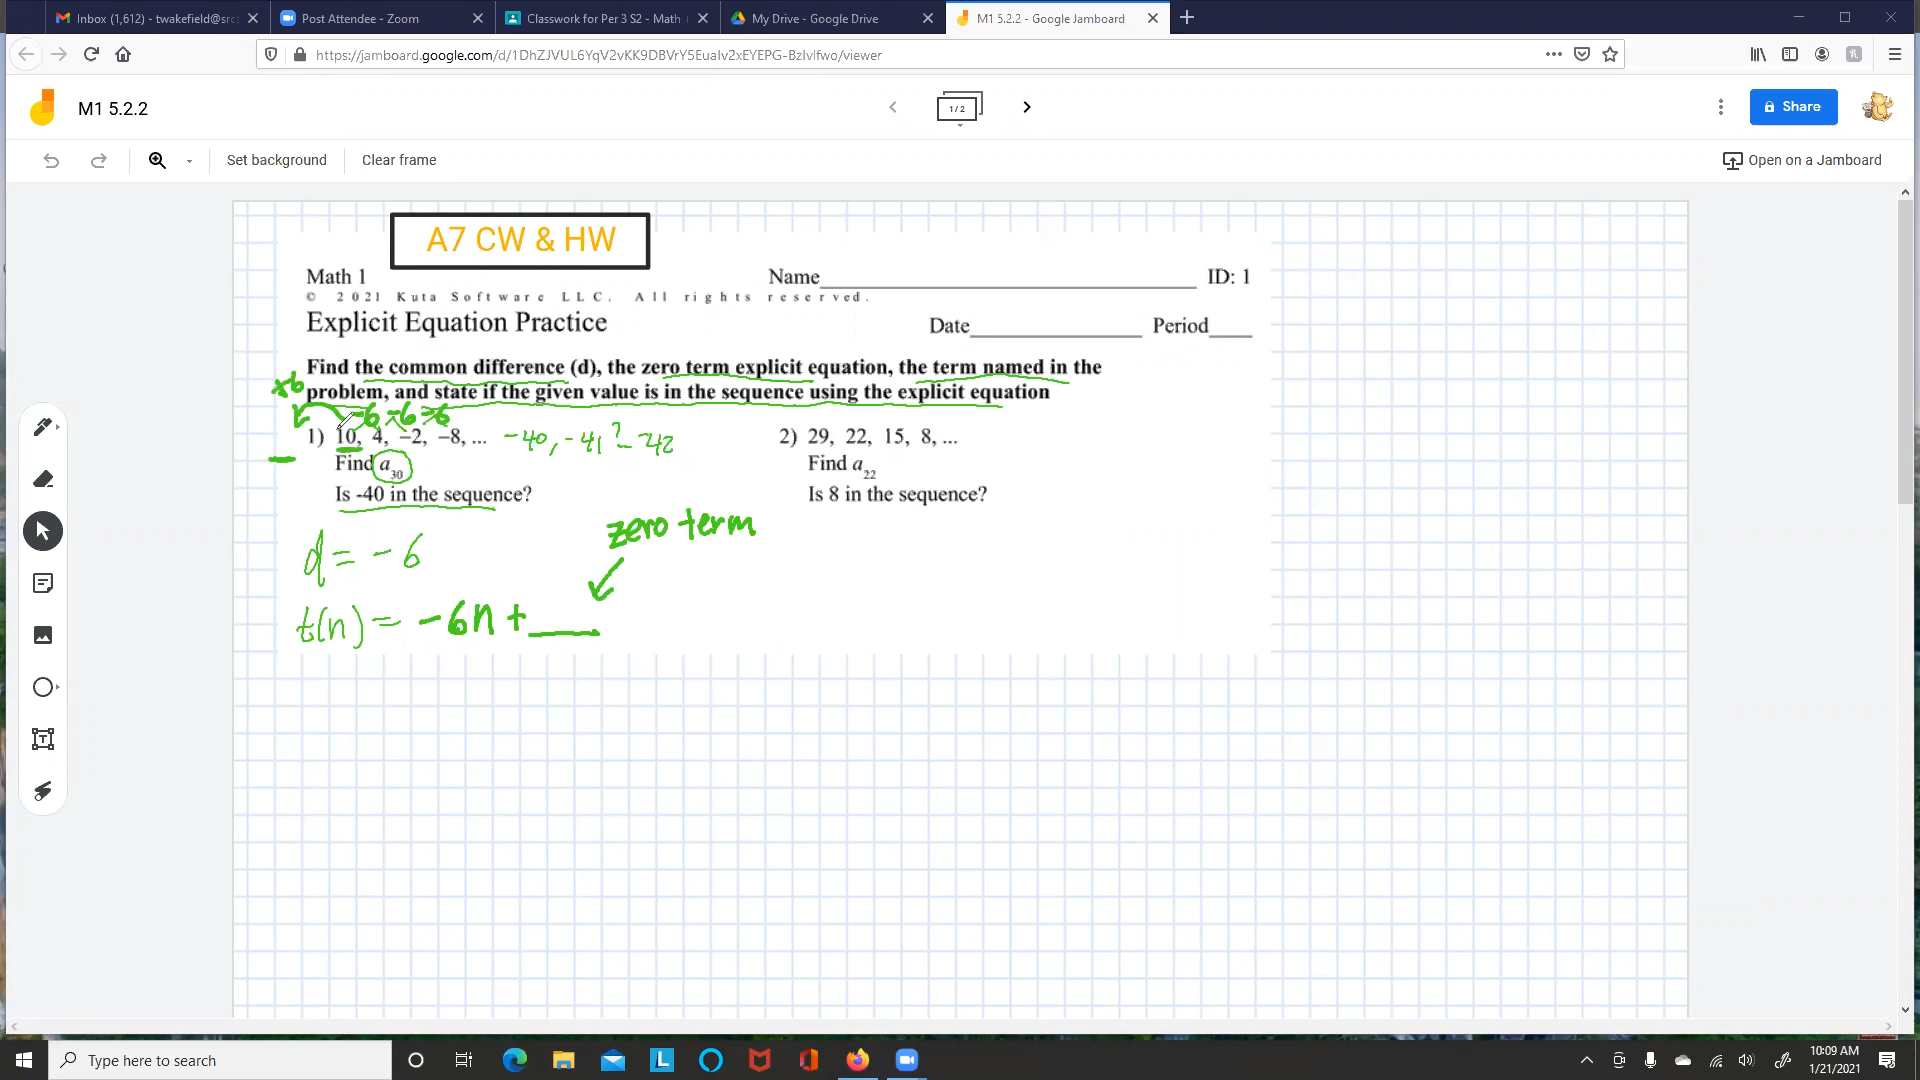 Inbox (1,612) - twakefield@src
Post Attendee - Zoom
Classwork for Per 3 S2 - Math
My Drive - Google Drive
M1 5.2.2 - Google Jamboard
https://jamboard.google.com/d/1DhZJVUL6YqV2vKK9DBVrY5EuaIv2xEYEPG-BzIvlfwo/viewer
M1 5.2.2
1 / 2
Share
Set background
Clear frame
Open on a Jamboard
A7 CW & HW
Math 1 Name ID: 1
© 2021 Kuta Software LLC. All rights reserved.
Explicit Equation Practice Date Period
Find the common difference (d), the zero term explicit equation, the term named in the
problem, and state if the given value is in the sequence using the explicit equation
+6
-6 -6 -6
1) 10, 4, −2, −8, ... -40, -41 ? -42
Find a30
Is -40 in the sequence?
2) 29, 22, 15, 8, ...
Find a22
Is 8 in the sequence?
zero term
d = - 6
t(n) = -6n + ___
Type here to search
10:09 AM
1/21/2021